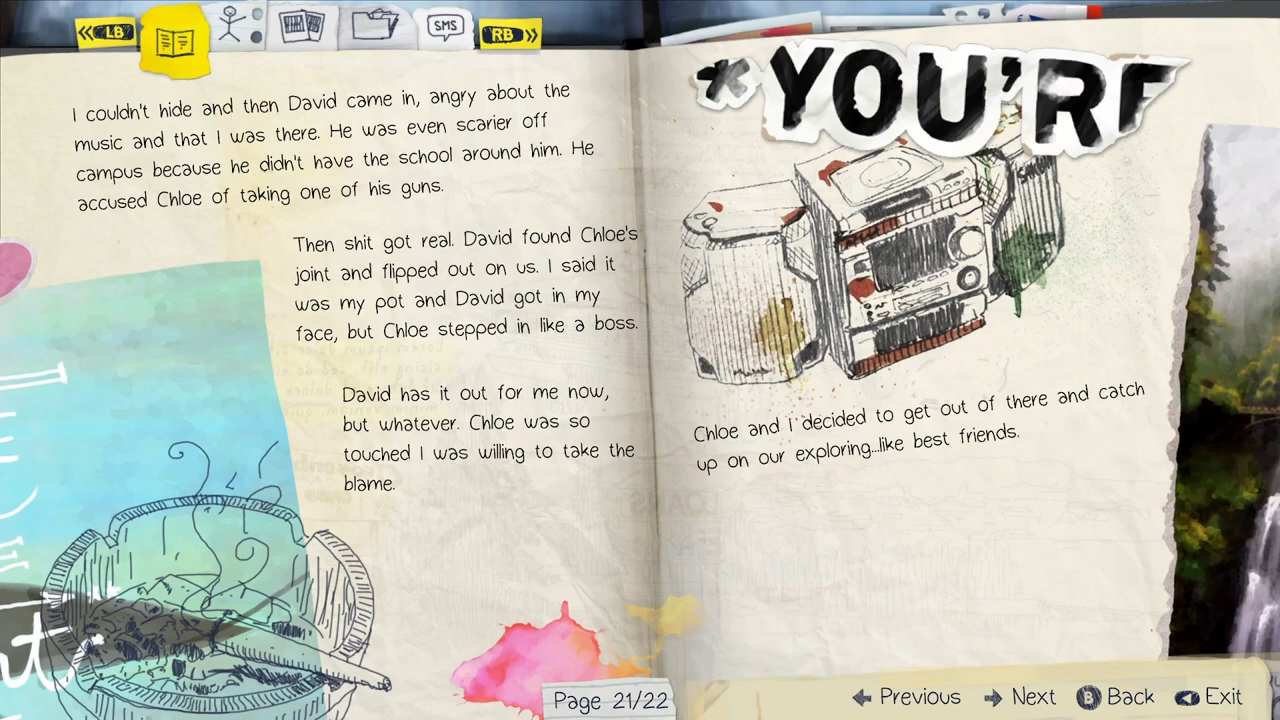 LB
SMS
RB
I couldn't hide and then David came in, angry about the
music and that I was there. He was even scarier off
campus because he didn't have the school around him. He
accused Chloe of taking one of his guns.
Then shit got real. David found Chloe's
joint and flipped out on us. I said it
was my pot and David got in my
face, but Chloe stepped in like a boss.
David has it out for me now,
but whatever. Chloe was so
touched I was willing to take the
blame.
*YOU'RE
Chloe and I decided to get out of there and catch
up on our exploring...like best friends.
Page 21/22
Previous
Next
B Back
Exit